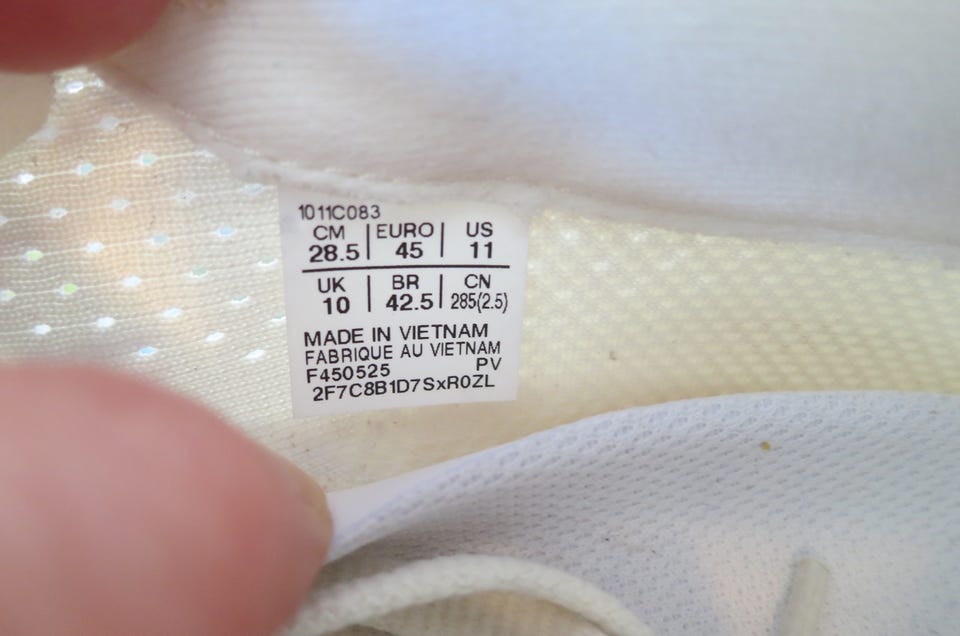 1011C083
CM | EURO | US
28.5 | 45 | 11
UK | BR | CN
10 | 42.5 | 285(2.5)
MADE IN VIETNAM
FABRIQUE AU VIETNAM
F450525 PV
2F7C8B1D7SxR0ZL